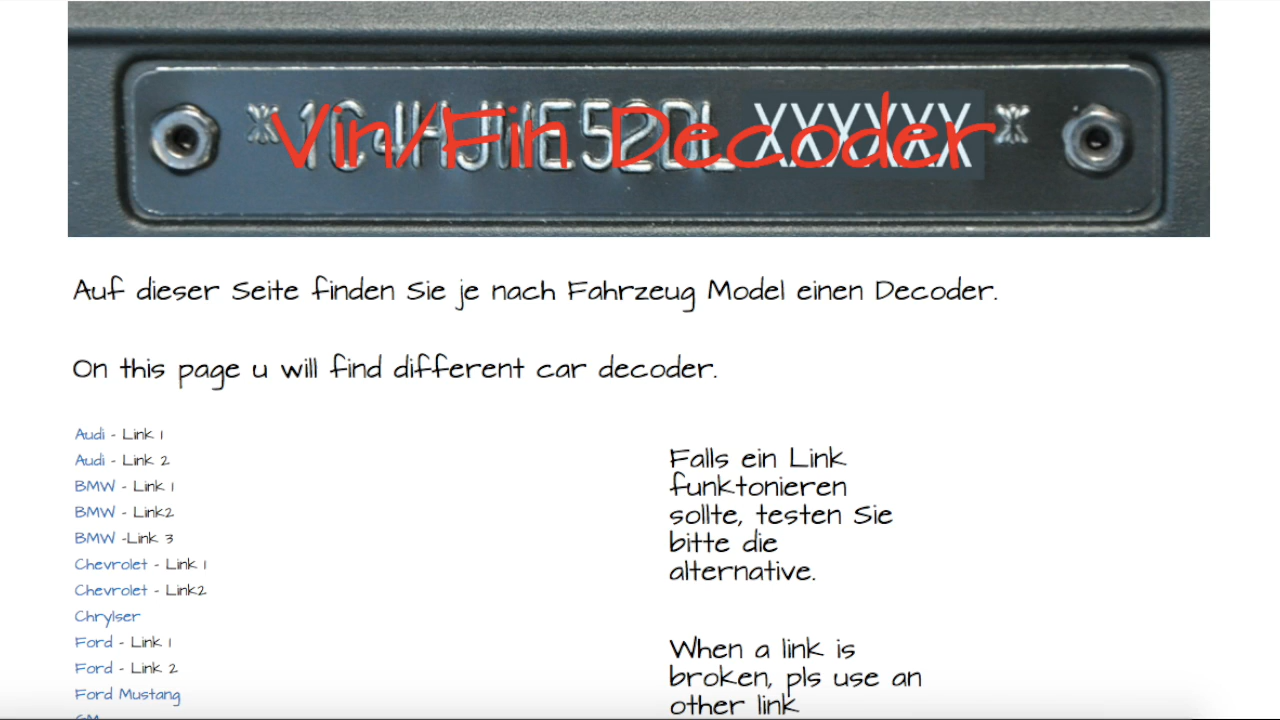 *1C4HJWE52DL XXXXXX*
Vin/Fin Decoder
Auf dieser Seite finden Sie je nach Fahrzeug Model einen Decoder.
On this page u will find different car decoder.
Audi - Link 1
Audi - Link 2
BMW - Link 1
BMW - Link2
BMW -Link 3
Chevrolet - Link 1
Chevrolet - Link2
Chrylser
Ford - Link 1
Ford - Link 2
Ford Mustang
GM
Falls ein Link
funktonieren
sollte, testen Sie
bitte die
alternative.
When a link is
broken, pls use an
other link